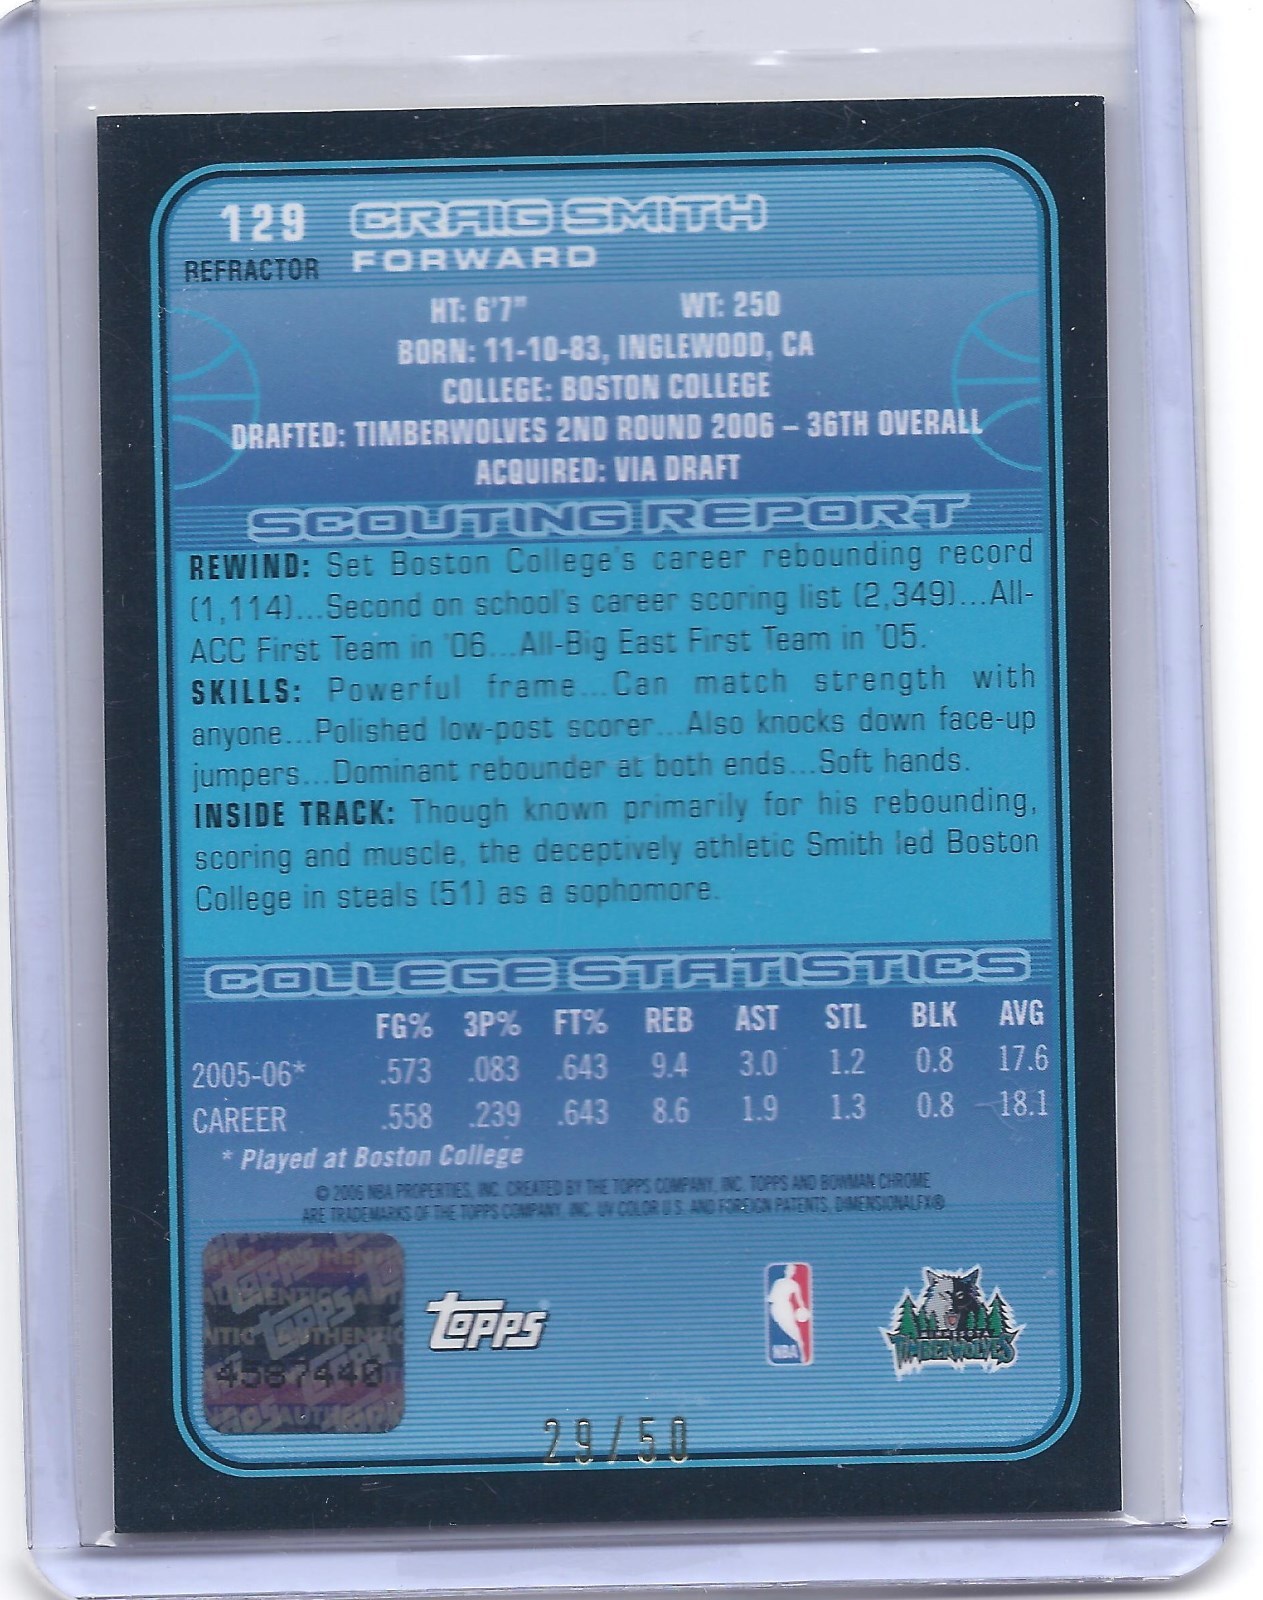 129 CRAIG SMITH
REFRACTOR FORWARD
HT: 6'7" WT: 250
BORN: 11-10-83, INGLEWOOD, CA
COLLEGE: BOSTON COLLEGE
DRAFTED: TIMBERWOLVES 2ND ROUND 2006 – 36TH OVERALL
ACQUIRED: VIA DRAFT
SCOUTING REPORT
REWIND: Set Boston College's career rebounding record
(1,114)...Second on school's career scoring list (2,349)...All-
ACC First Team in '06...All-Big East First Team in '05.
SKILLS: Powerful frame...Can match strength with
anyone...Polished low-post scorer...Also knocks down face-up
jumpers...Dominant rebounder at both ends...Soft hands.
INSIDE TRACK: Though known primarily for his rebounding,
scoring and muscle, the deceptively athletic Smith led Boston
College in steals (51) as a sophomore.
COLLEGE STATISTICS
FG% 3P% FT% REB AST STL BLK AVG
2005-06* .573 .083 .643 9.4 3.0 1.2 0.8 17.6
CAREER .558 .239 .643 8.6 1.9 1.3 0.8 18.1
* Played at Boston College
© 2006 NBA PROPERTIES, INC. CREATED BY THE TOPPS COMPANY, INC. TOPPS AND BOWMAN CHROME
ARE TRADEMARKS OF THE TOPPS COMPANY, INC. UV COLOR U.S. AND FOREIGN PATENTS, DIMENSIONALFX®
Topps
AUTHENTIC
4587440
Topps
NBA
MINNESOTA
TIMBERWOLVES
29/50